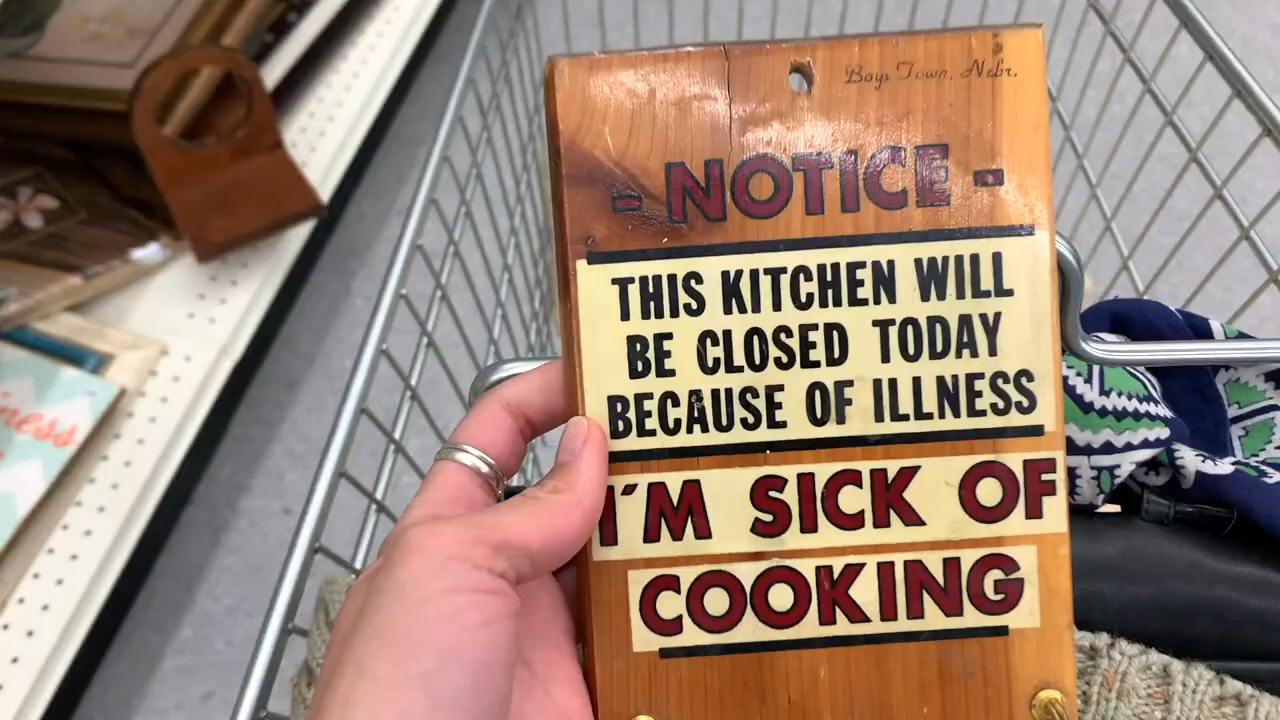 Boys Town, Nebr.
- NOTICE -
THIS KITCHEN WILL
BE CLOSED TODAY
BECAUSE OF ILLNESS
I'M SICK OF
COOKING